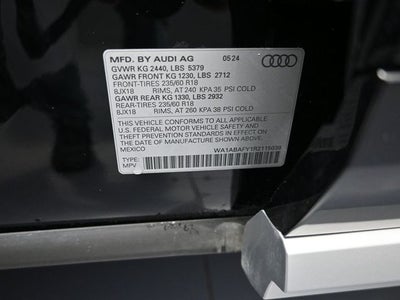 MFD. BY AUDI AG 05:24
GVWR KG 2440, LBS 5379
GAWR FRONT KG 1230, LBS 2712
FRONT-TIRES 235/60 R18
8JX18 RIMS, AT 240 KPA 35 PSI COLD
GAWR REAR KG 1330, LBS 2932
REAR-TIRES 235/60 R18
8JX18 RIMS, AT 260 KPA 38 PSI COLD
THIS VEHICLE CONFORMS TO ALL APPLICABLE
U.S. FEDERAL MOTOR VEHICLE SAFETY AND
THEFT PREVENTION STANDARDS IN EFFECT ON
THE DATE OF MANUFACTURE SHOWN ABOVE.
MEXICO
TYPE:
MPV